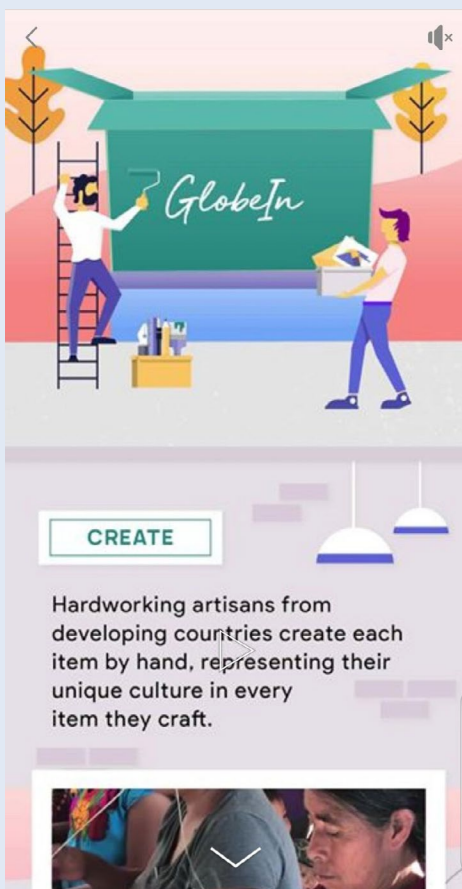 GlobeIn
CREATE
Hardworking artisans from
developing countries create each
item by hand, representing their
unique culture in every
item they craft.